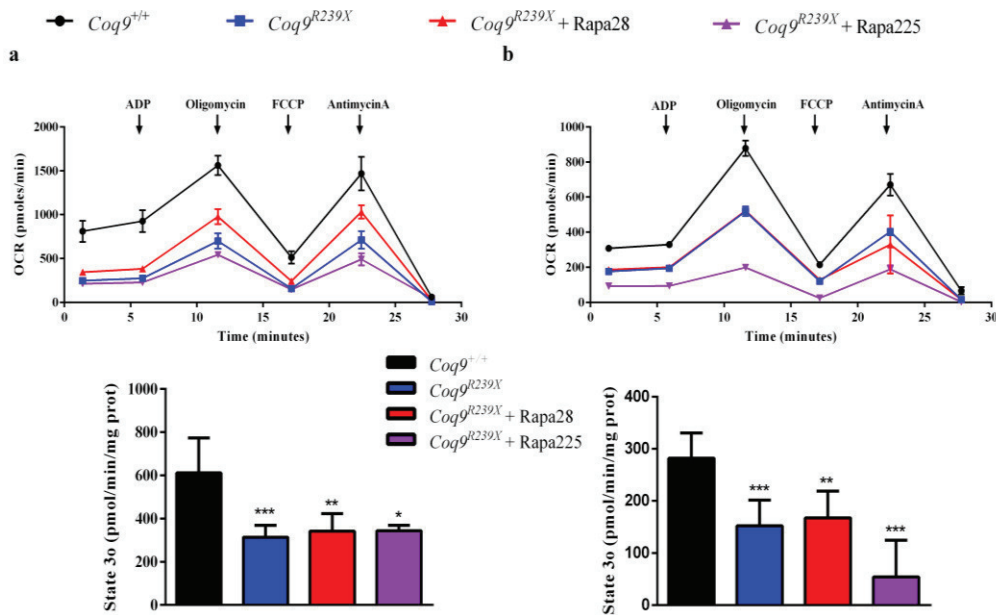 Coq9+/+ Coq9R239X Coq9R239X + Rapa28 Coq9R239X + Rapa225
a b
ADP Oligomycin FCCP AntimycinA
2000
1500
1000
500
0
0 5 10 15 20 25 30
OCR (pmoles/min)
Time (minutes)
ADP Oligomycin FCCP AntimycinA
1000
800
600
400
200
0
0 5 10 15 20 25 30
OCR (pmoles/min)
Time (minutes)
Coq9+/+
Coq9R239X
Coq9R239X + Rapa28
Coq9R239X + Rapa225
1000
800
600
400
200
0
State 3o (pmol/min/mg prot)
*** ** *
400
300
200
100
0
State 3o (pmol/min/mg prot)
*** ** ***